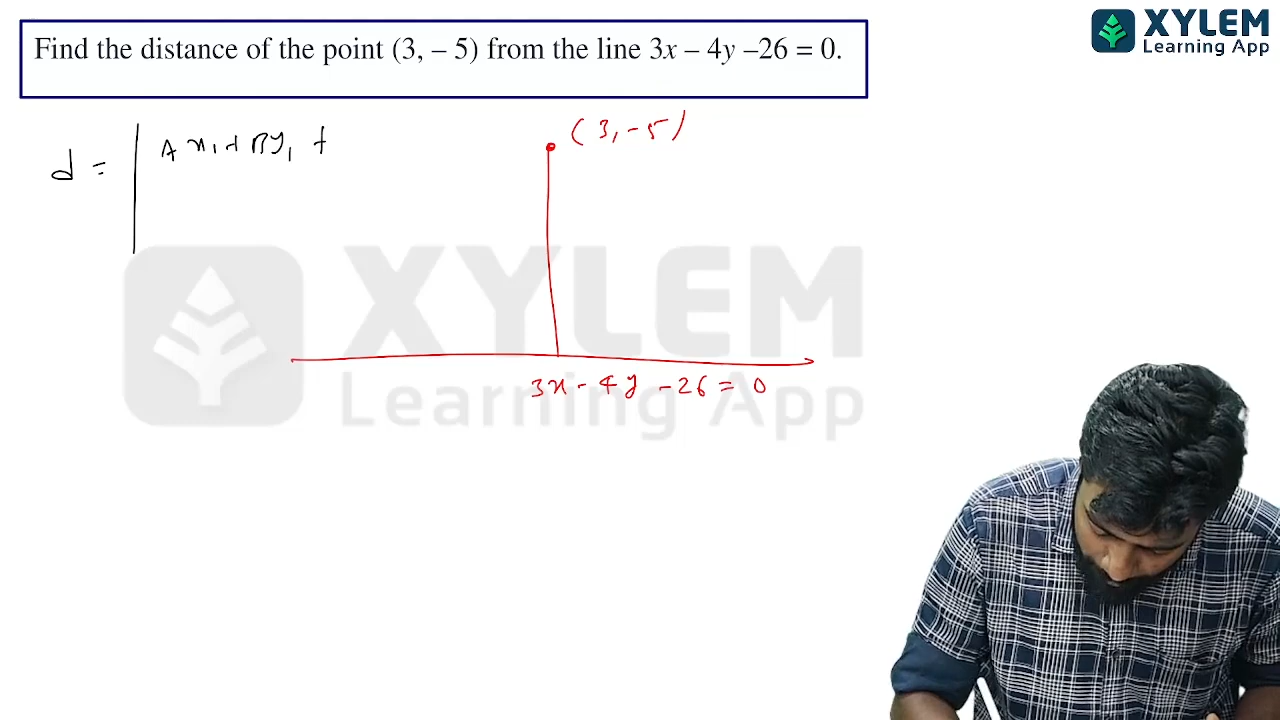 XYLEM
Learning App
Find the distance of the point (3, – 5) from the line 3x – 4y –26 = 0.
d = | Ax₁ + By₁ +
(3, -5)
XYLEM
Learning App
3x - 4y - 26 = 0